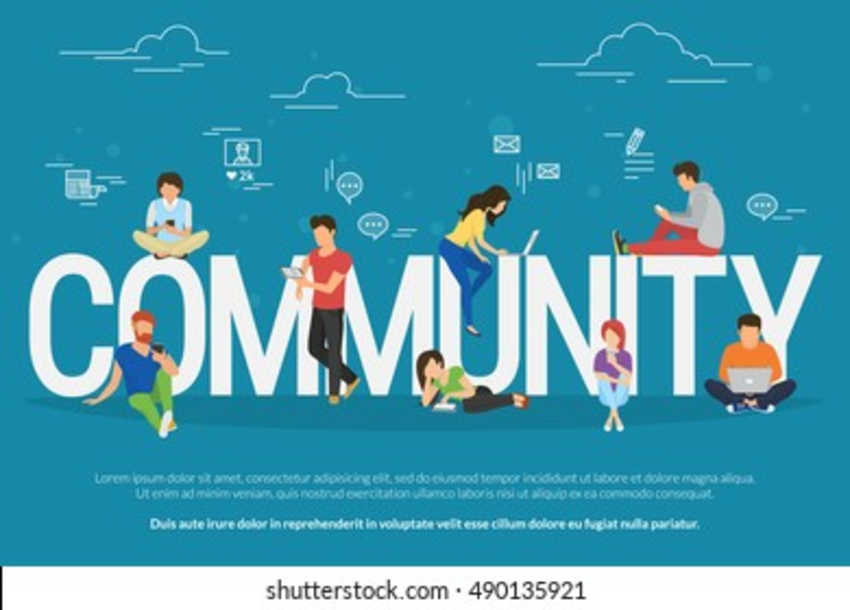 2k
COMMUNITY
Lorem ipsum dolor sit amet, consectetur adipisicing elit, sed do eiusmod tempor incididunt ut labore et dolore magna aliqua.
Ut enim ad minim veniam, quis nostrud exercitation ullamco laboris nisi ut aliquip ex ea commodo consequat.
Duis aute irure dolor in reprehenderit in voluptate velit esse cillum dolore eu fugiat nulla pariatur.
shutterstock.com · 490135921